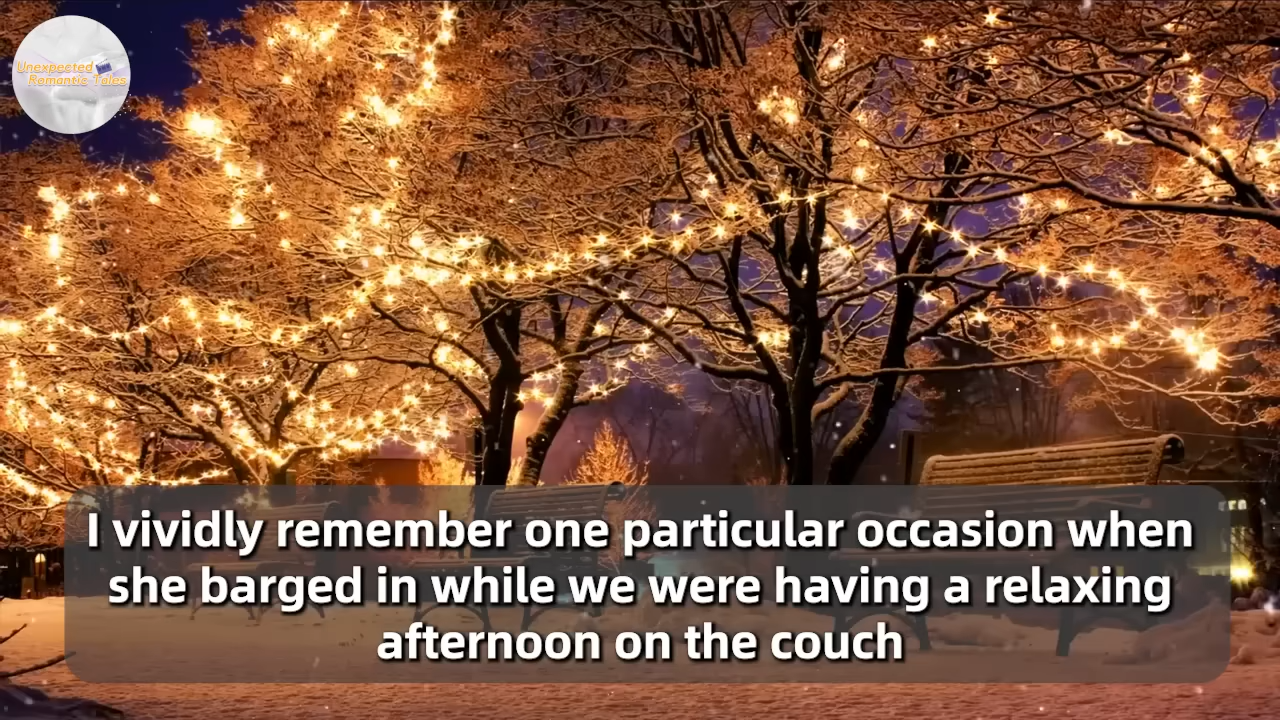 Unexpected
Romantic Tales
I vividly remember one particular occasion when
she barged in while we were having a relaxing
afternoon on the couch